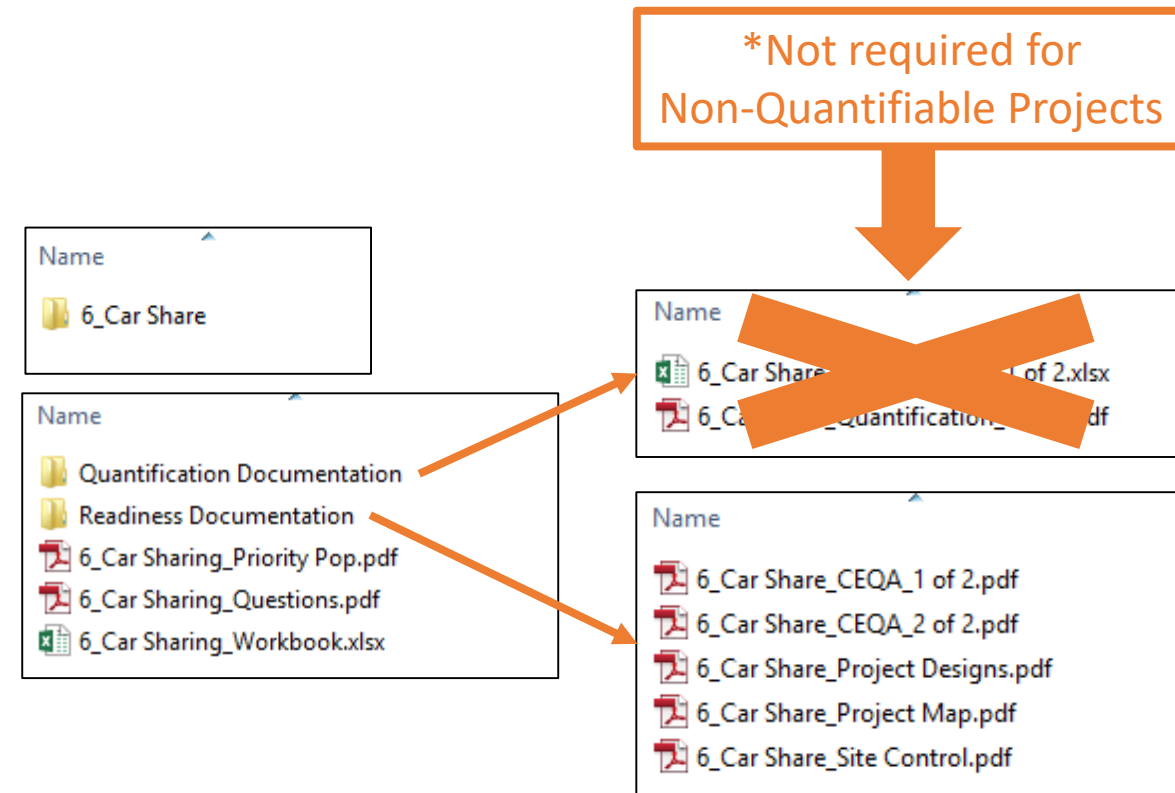 *Not required for
Non-Quantifiable Projects
Name
6_Car Share
Name
Quantification Documentation
Readiness Documentation
6_Car Sharing_Priority Pop.pdf
6_Car Sharing_Questions.pdf
6_Car Sharing_Workbook.xlsx
Name
6_Car Share of 2.xlsx
Quantification
Name
6_Car Share_CEQA_1 of 2.pdf
6_Car Share_CEQA_2 of 2.pdf
6_Car Share_Project Designs.pdf
6_Car Share_Project Map.pdf
6_Car Share_Site Control.pdf